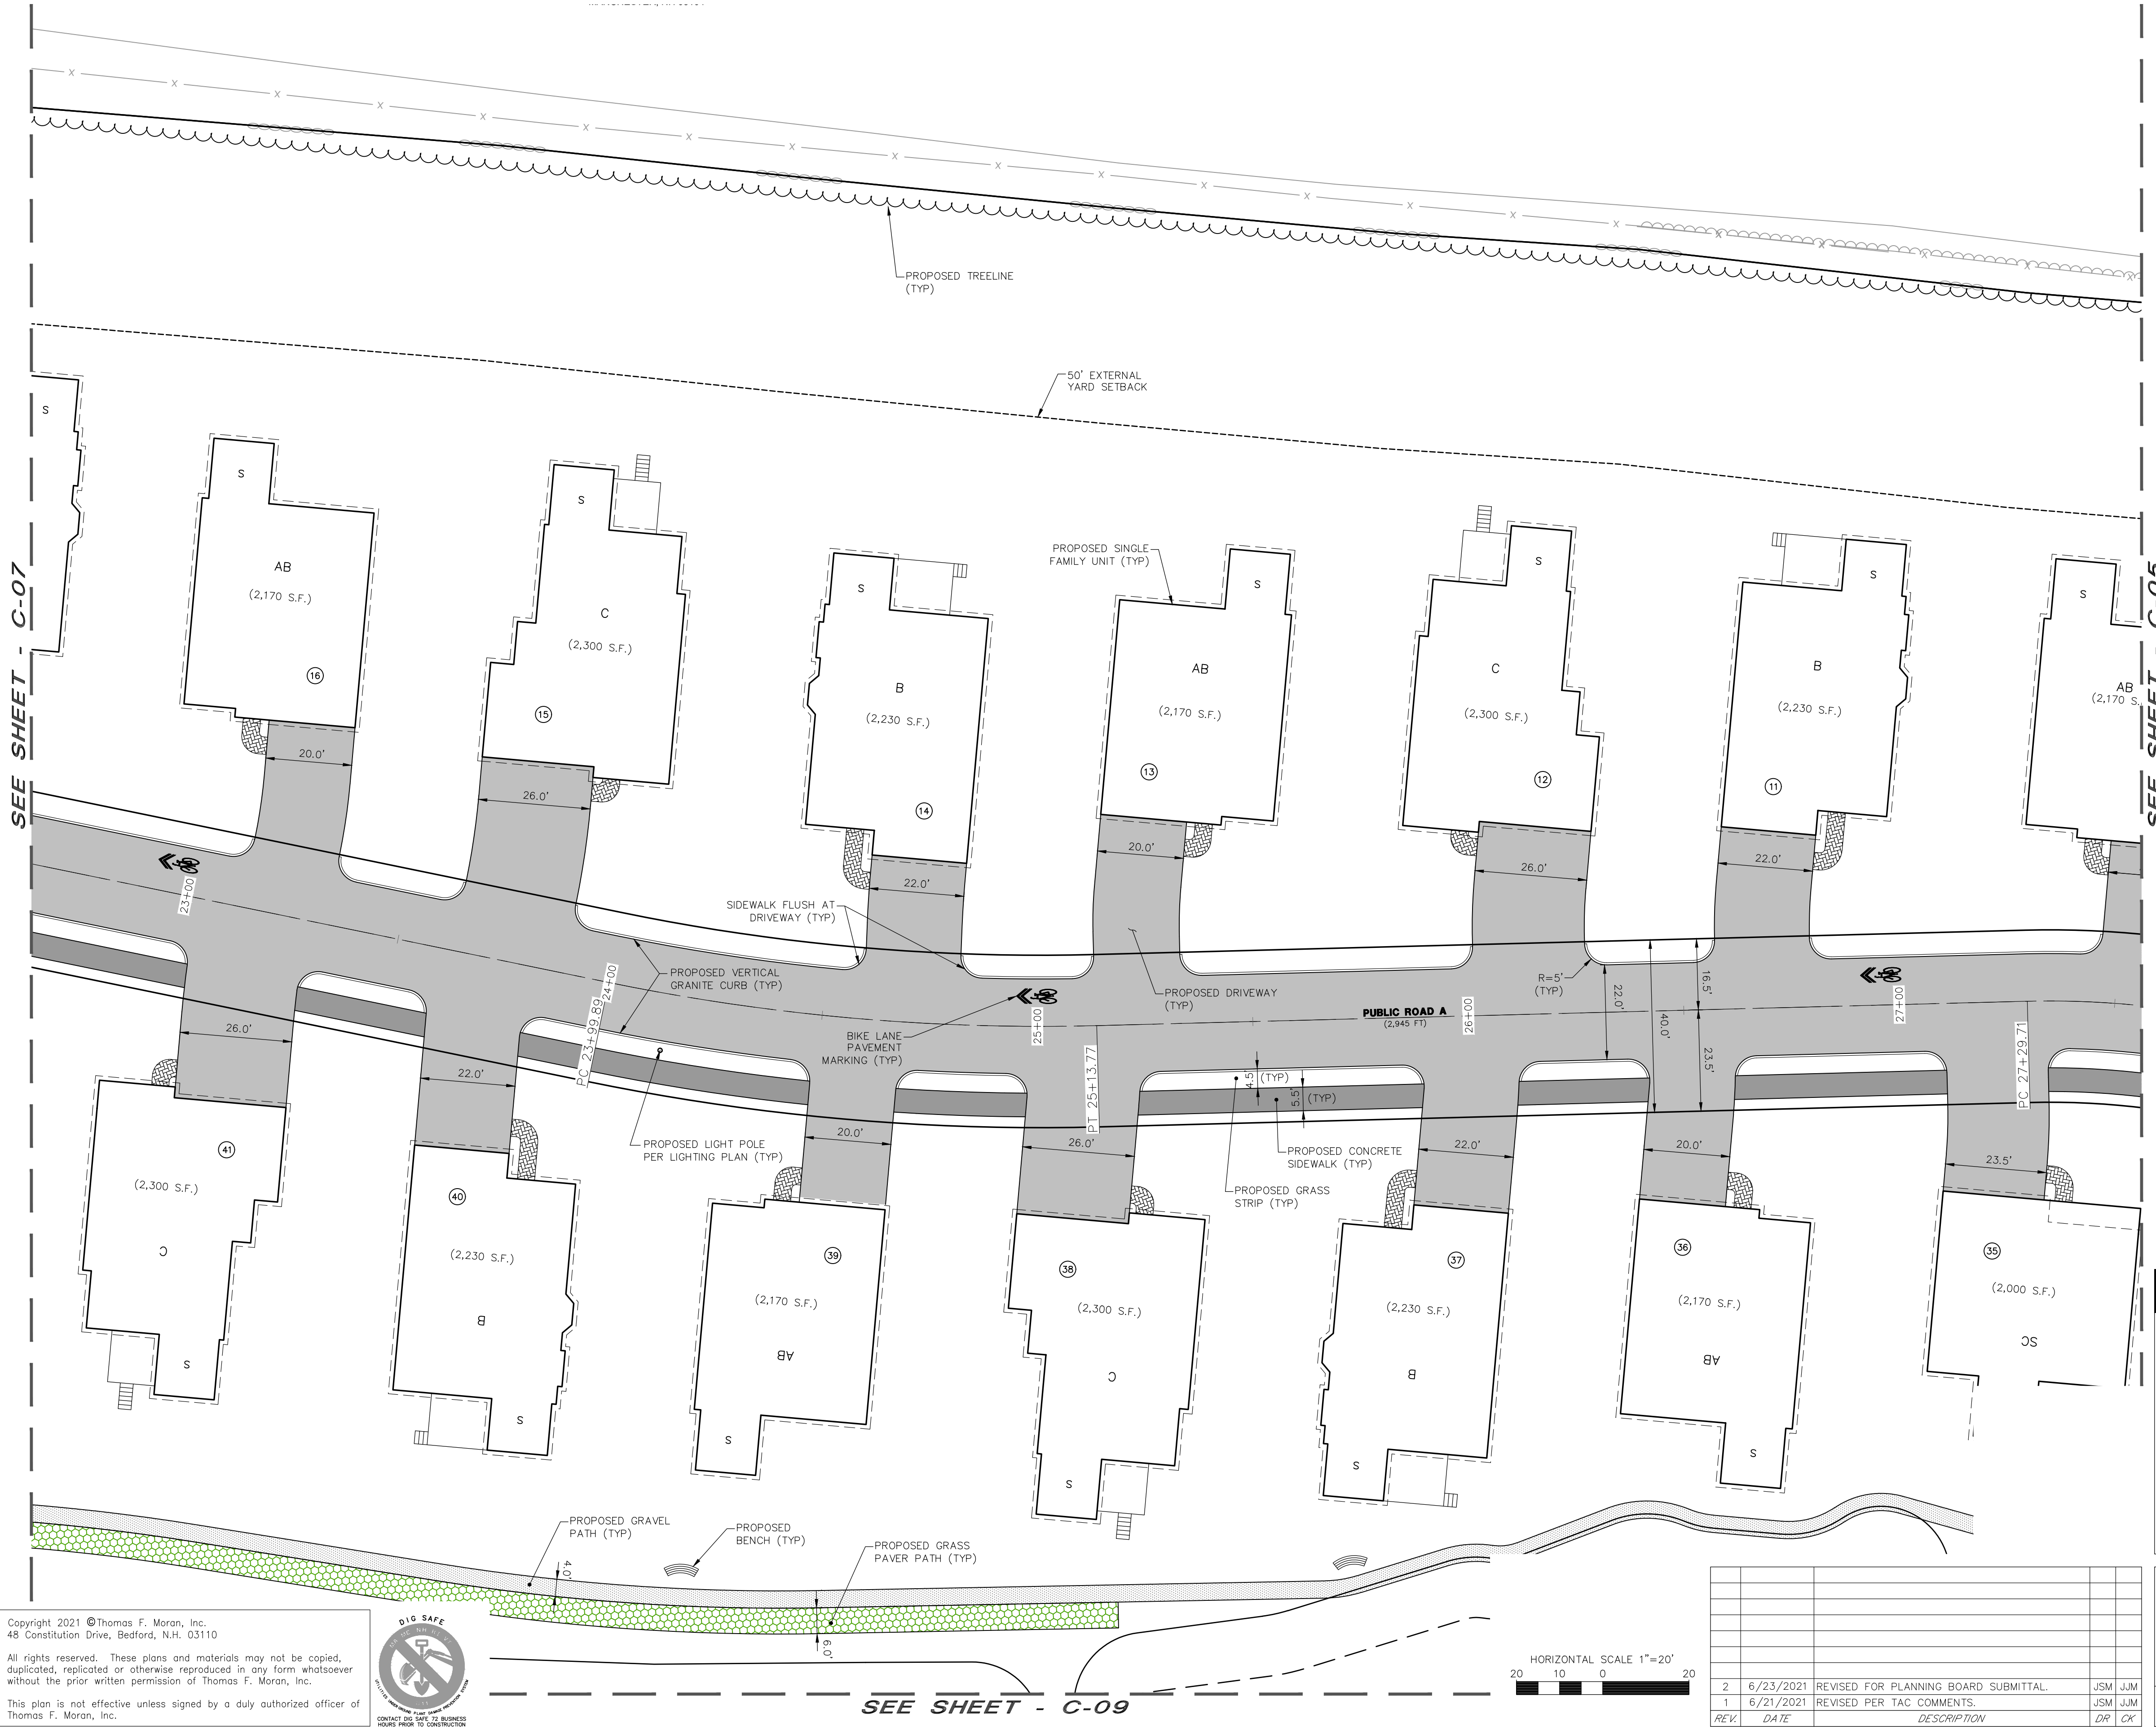 PROPOSED TREELINE
(TYP)
50' EXTERNAL
YARD SETBACK
SEE SHEET - C-07
S
S
AB
(2,170 S.F.)
16
20.0'
S
C
(2,300 S.F.)
15
26.0'
S
B
(2,230 S.F.)
14
22.0'
PROPOSED SINGLE
FAMILY UNIT (TYP)
S
AB
(2,170 S.F.)
13
20.0'
S
C
(2,300 S.F.)
12
26.0'
S
B
(2,230 S.F.)
11
22.0'
S
AB
(2,170 S.
SEE SHEET
23+00
SIDEWALK FLUSH AT
DRIVEWAY (TYP)
PROPOSED VERTICAL
GRANITE CURB (TYP)
PC 23+99.89
24+00
BIKE LANE
PAVEMENT
MARKING (TYP)
25+00
PT 25+13.77
PROPOSED DRIVEWAY
(TYP)
PUBLIC ROAD A
(2,945 FT)
26+00
R=5'
(TYP)
22.0'
40.0'
16.5'
23.5'
27+00
PC 27+29.71
4.5'
(TYP)
5.5'
(TYP)
PROPOSED LIGHT POLE
PER LIGHTING PLAN (TYP)
PROPOSED CONCRETE
SIDEWALK (TYP)
PROPOSED GRASS
STRIP (TYP)
26.0'
41
(2,300 S.F.)
C
S
22.0'
40
(2,230 S.F.)
B
S
20.0'
39
(2,170 S.F.)
AB
S
26.0'
38
(2,300 S.F.)
C
S
22.0'
37
(2,230 S.F.)
B
S
20.0'
36
(2,170 S.F.)
AB
S
23.5'
35
(2,000 S.F.)
SC
PROPOSED GRAVEL
PATH (TYP)
4.0'
PROPOSED
BENCH (TYP)
PROPOSED GRASS
PAVER PATH (TYP)
6.0'
Copyright 2021 ©Thomas F. Moran, Inc.
48 Constitution Drive, Bedford, N.H. 03110
All rights reserved. These plans and materials may not be copied,
duplicated, replicated or otherwise reproduced in any form whatsoever
without the prior written permission of Thomas F. Moran, Inc.
This plan is not effective unless signed by a duly authorized officer of
Thomas F. Moran, Inc.
DIG SAFE
CONTACT DIG SAFE 72 BUSINESS
HOURS PRIOR TO CONSTRUCTION
SEE SHEET - C-09
HORIZONTAL SCALE 1"=20'
20 10 0 20
2 6/23/2021 REVISED FOR PLANNING BOARD SUBMITTAL. JSM JJM
1 6/21/2021 REVISED PER TAC COMMENTS. JSM JJM
REV. DATE DESCRIPTION DR CK